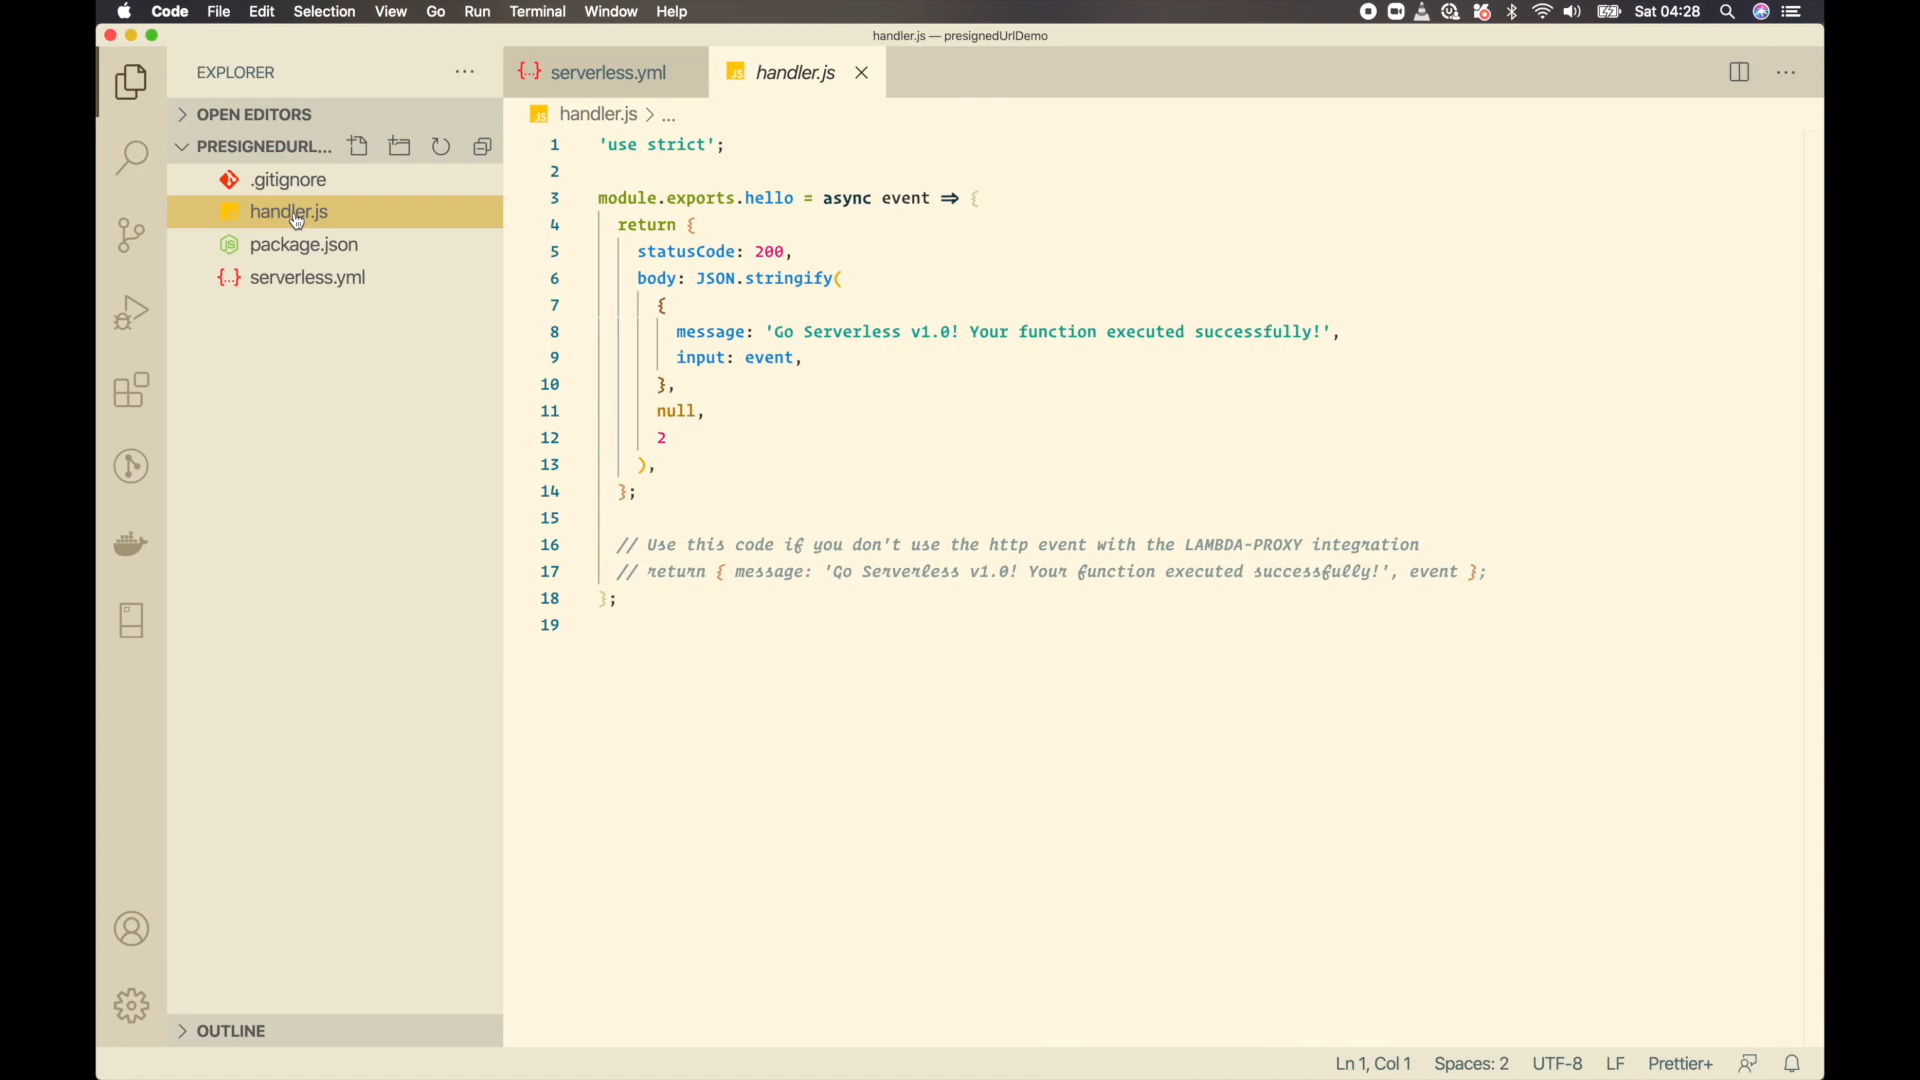 Code File Edit Selection View Go Run Terminal Window Help Sat 04:28
handler.js — presignedUrlDemo
EXPLORER
OPEN EDITORS
PRESIGNEDURL...
.gitignore
handler.js
package.json
serverless.yml
OUTLINE
{..} serverless.yml JS handler.js
JS handler.js > ...
1 'use strict';
2
3 module.exports.hello = async event => {
4 return {
5 statusCode: 200,
6 body: JSON.stringify(
7 {
8 message: 'Go Serverless v1.0! Your function executed successfully!',
9 input: event,
10 },
11 null,
12 2
13 ),
14 };
15
16 // Use this code if you don't use the http event with the LAMBDA-PROXY integration
17 // return { message: 'Go Serverless v1.0! Your function executed successfully!', event };
18 };
19
Ln 1, Col 1 Spaces: 2 UTF-8 LF Prettier+